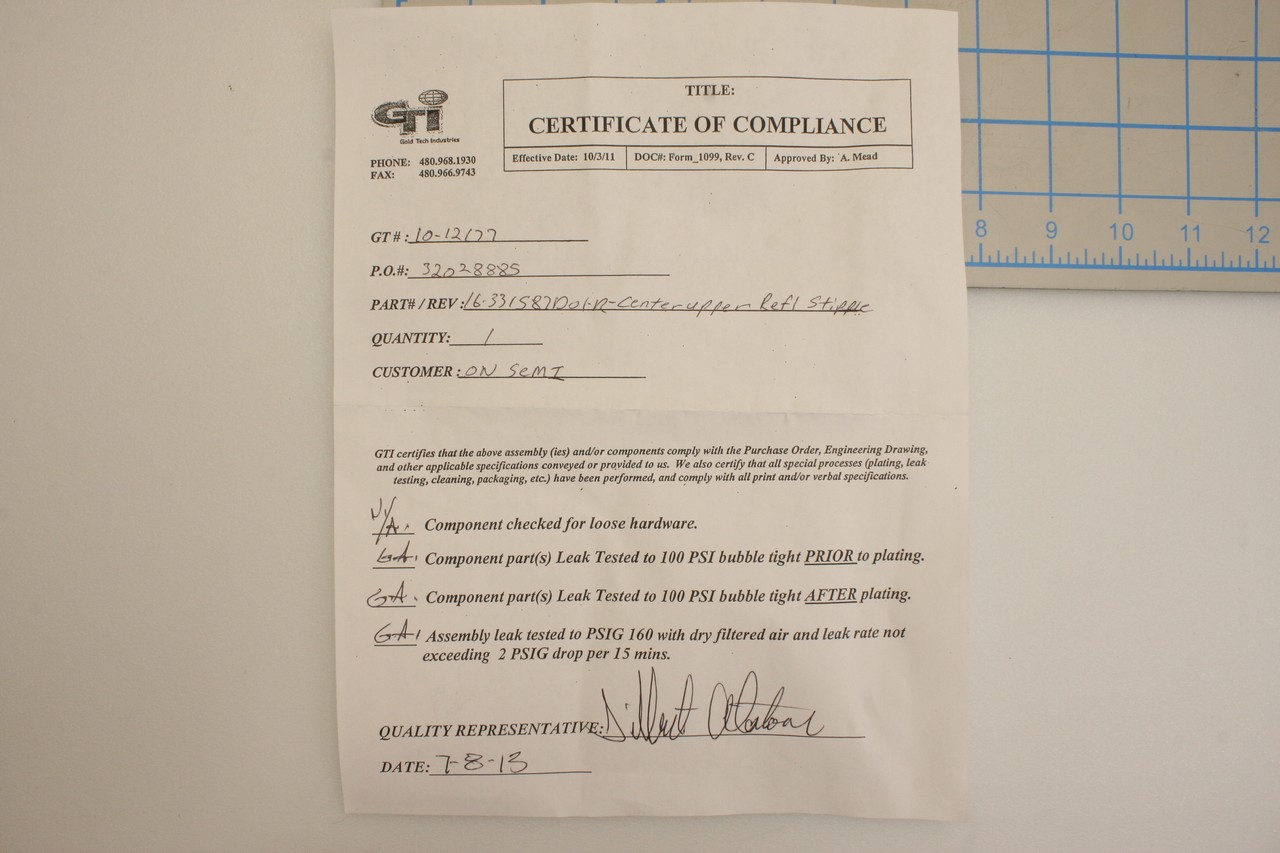 GTI
Gold Tech Industries
PHONE: 480.968.1930
FAX: 480.966.9743
TITLE:
CERTIFICATE OF COMPLIANCE
Effective Date: 10/3/11 DOC#: Form_1099, Rev. C Approved By: A. Mead
GT#: 10-12177
P.O.#: 32028885
PART# / REV: 16-331587D01-R-Center upper Refl Stipple
QUANTITY: 1
CUSTOMER: ON SEMI
GTI certifies that the above assembly (ies) and/or components comply with the Purchase Order, Engineering Drawing,
and other applicable specifications conveyed or provided to us. We also certify that all special processes (plating, leak
testing, cleaning, packaging, etc.) have been performed, and comply with all print and/or verbal specifications.
N/A. Component checked for loose hardware.
GA. Component part(s) Leak Tested to 100 PSI bubble tight PRIOR to plating.
GA. Component part(s) Leak Tested to 100 PSI bubble tight AFTER plating.
GA. Assembly leak tested to PSIG 160 with dry filtered air and leak rate not
exceeding 2 PSIG drop per 15 mins.
QUALITY REPRESENTATIVE:
DATE: 7-8-13
8 9 10 11 12